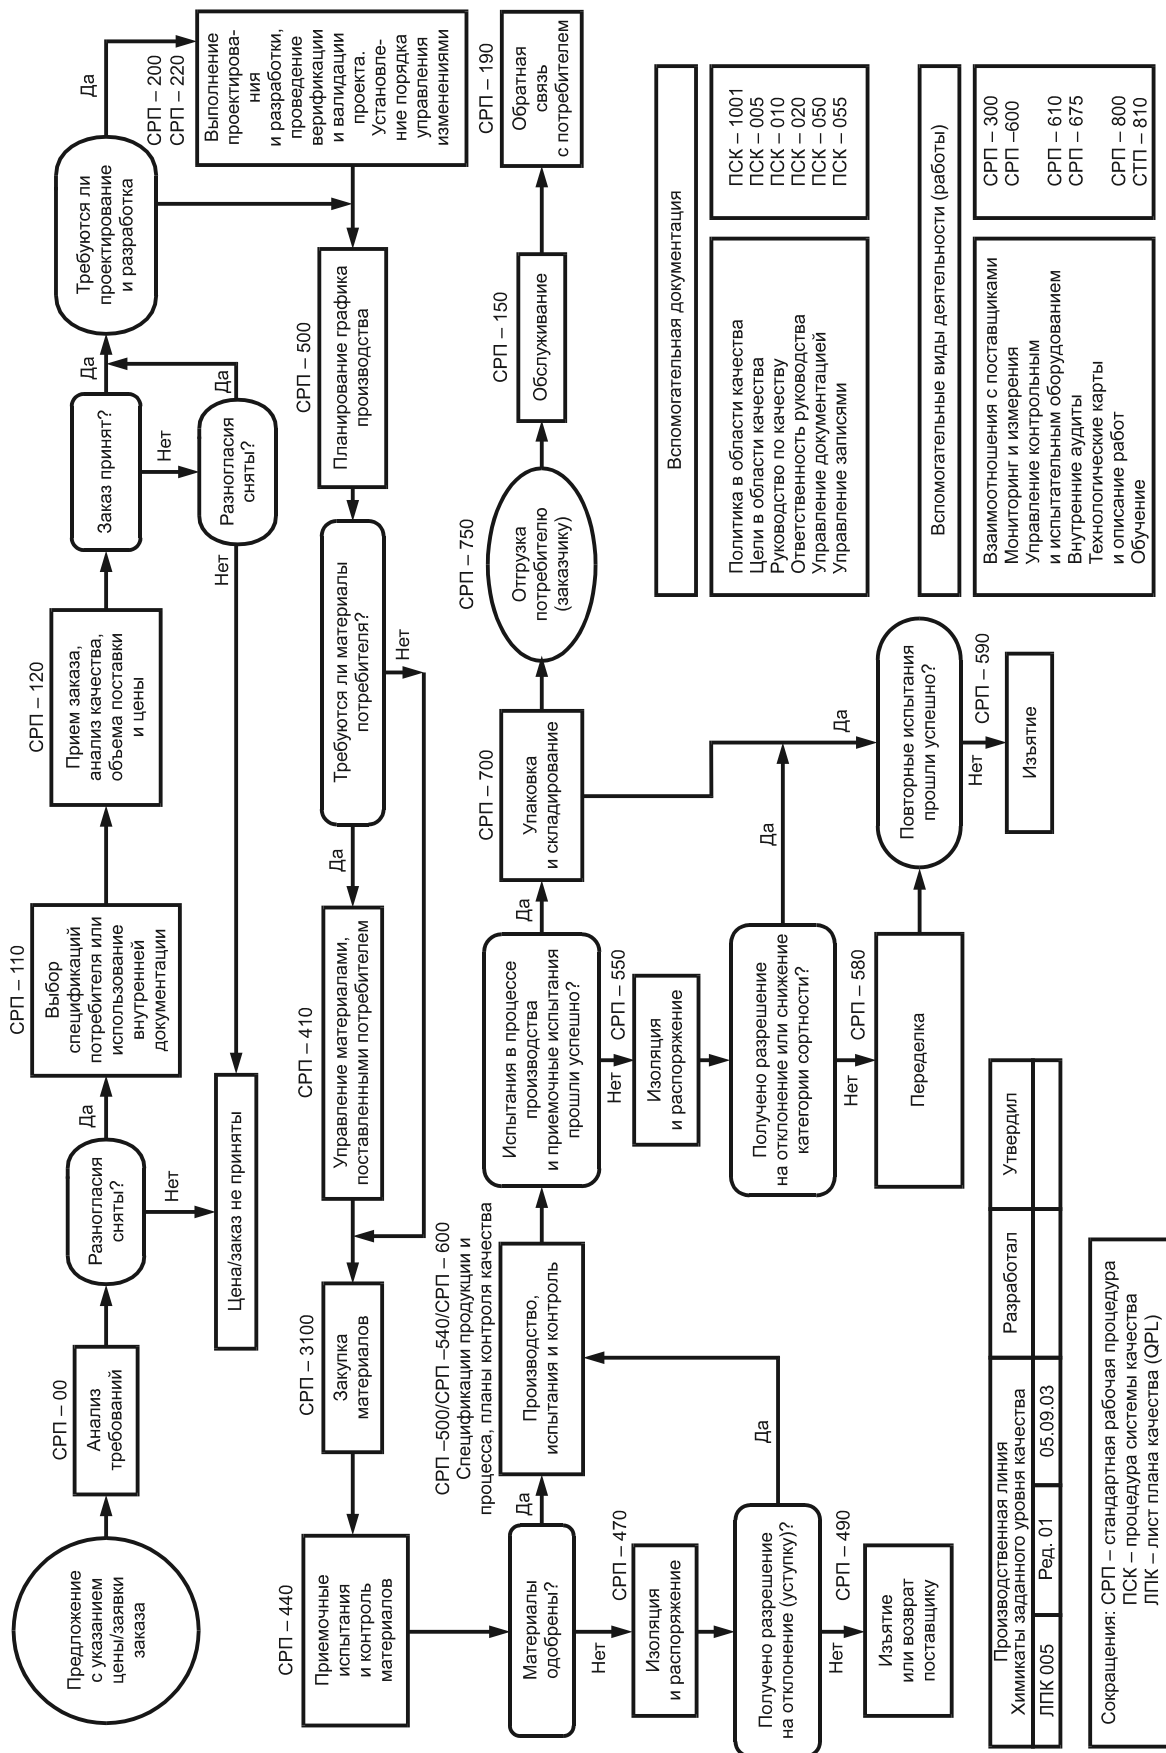 Предложение
с указанием
цены/заявки
заказа
СРП – 00
Анализ
требований
Разногласия
сняты?
Да
Нет
Цена/заказ не приняты
СРП – 110
Выбор
спецификаций
потребителя или
использование
внутренней
документации
СРП – 120
Прием заказа,
анализ качества,
объема поставки
и цены
Заказ принят?
Да
Нет
Разногласия
сняты?
Да
Нет
Требуются ли
проектирование
и разработка
Да
СРП – 200
СРП – 220
Выполнение
проектирова-
ния
и разработки,
проведение
верификации
и валидации
проекта.
Установле-
ние порядка
управления
изменениями
СРП – 500
Планирование графика
производства
Требуются ли материалы
потребителя?
Нет
Да
СРП – 410
Управление материалами,
поставленными потребителем
СРП – 3100
Закупка
материалов
СРП – 440
Приемочные
испытания
и контроль
материалов
Материалы
одобрены?
Да
Нет
СРП – 470
Изоляция
и распоряжение
Получено разрешение
на отклонение (уступку)?
Да
Нет
СРП – 490
Изъятие
или возврат
поставщику
СРП –500/СРП –540/СРП – 600
Спецификации продукции и
процесса, планы контроля качества
Производство,
испытания и контроль
Испытания в процессе
производства
и приемочные испытания
прошли успешно?
Да
Нет
СРП – 550
Изоляция
и распоряжение
Получено разрешение
на отклонение или снижение
категории сортности?
Да
Нет
СРП – 580
Переделка
СРП – 700
Упаковка
и складирование
Да
Повторные испытания
прошли успешно?
Нет
СРП – 590
Изъятие
СРП – 750
Отгрузка
потребителю
(заказчику)
СРП – 150
Обслуживание
СРП – 190
Обратная
связь
с потребителем
Вспомогательная документация
Политика в области качества
Цели в области качества
Руководство по качеству
Ответственность руководства
Управление документацией
Управление записями
ПСК – 1001
ПСК – 005
ПСК – 010
ПСК – 020
ПСК – 050
ПСК – 055
Вспомогательные виды деятельности (работы)
Взаимоотношения с поставщиками
Мониторинг и измерения
Управление контрольным
и испытательным оборудованием
Внутренние аудиты
Технологические карты
и описание работ
Обучение
СРП – 300
СРП –600
СРП – 610
СРП – 675
СРП – 800
СТП – 810
Производственная линия
Химикаты заданного уровня качества
Разработал
Утвердил
ЛПК 005
Ред. 01
05.09.03
Сокращения: СРП – стандартная рабочая процедура
ПСК – процедура системы качества
ЛПК – лист плана качества (QPL)